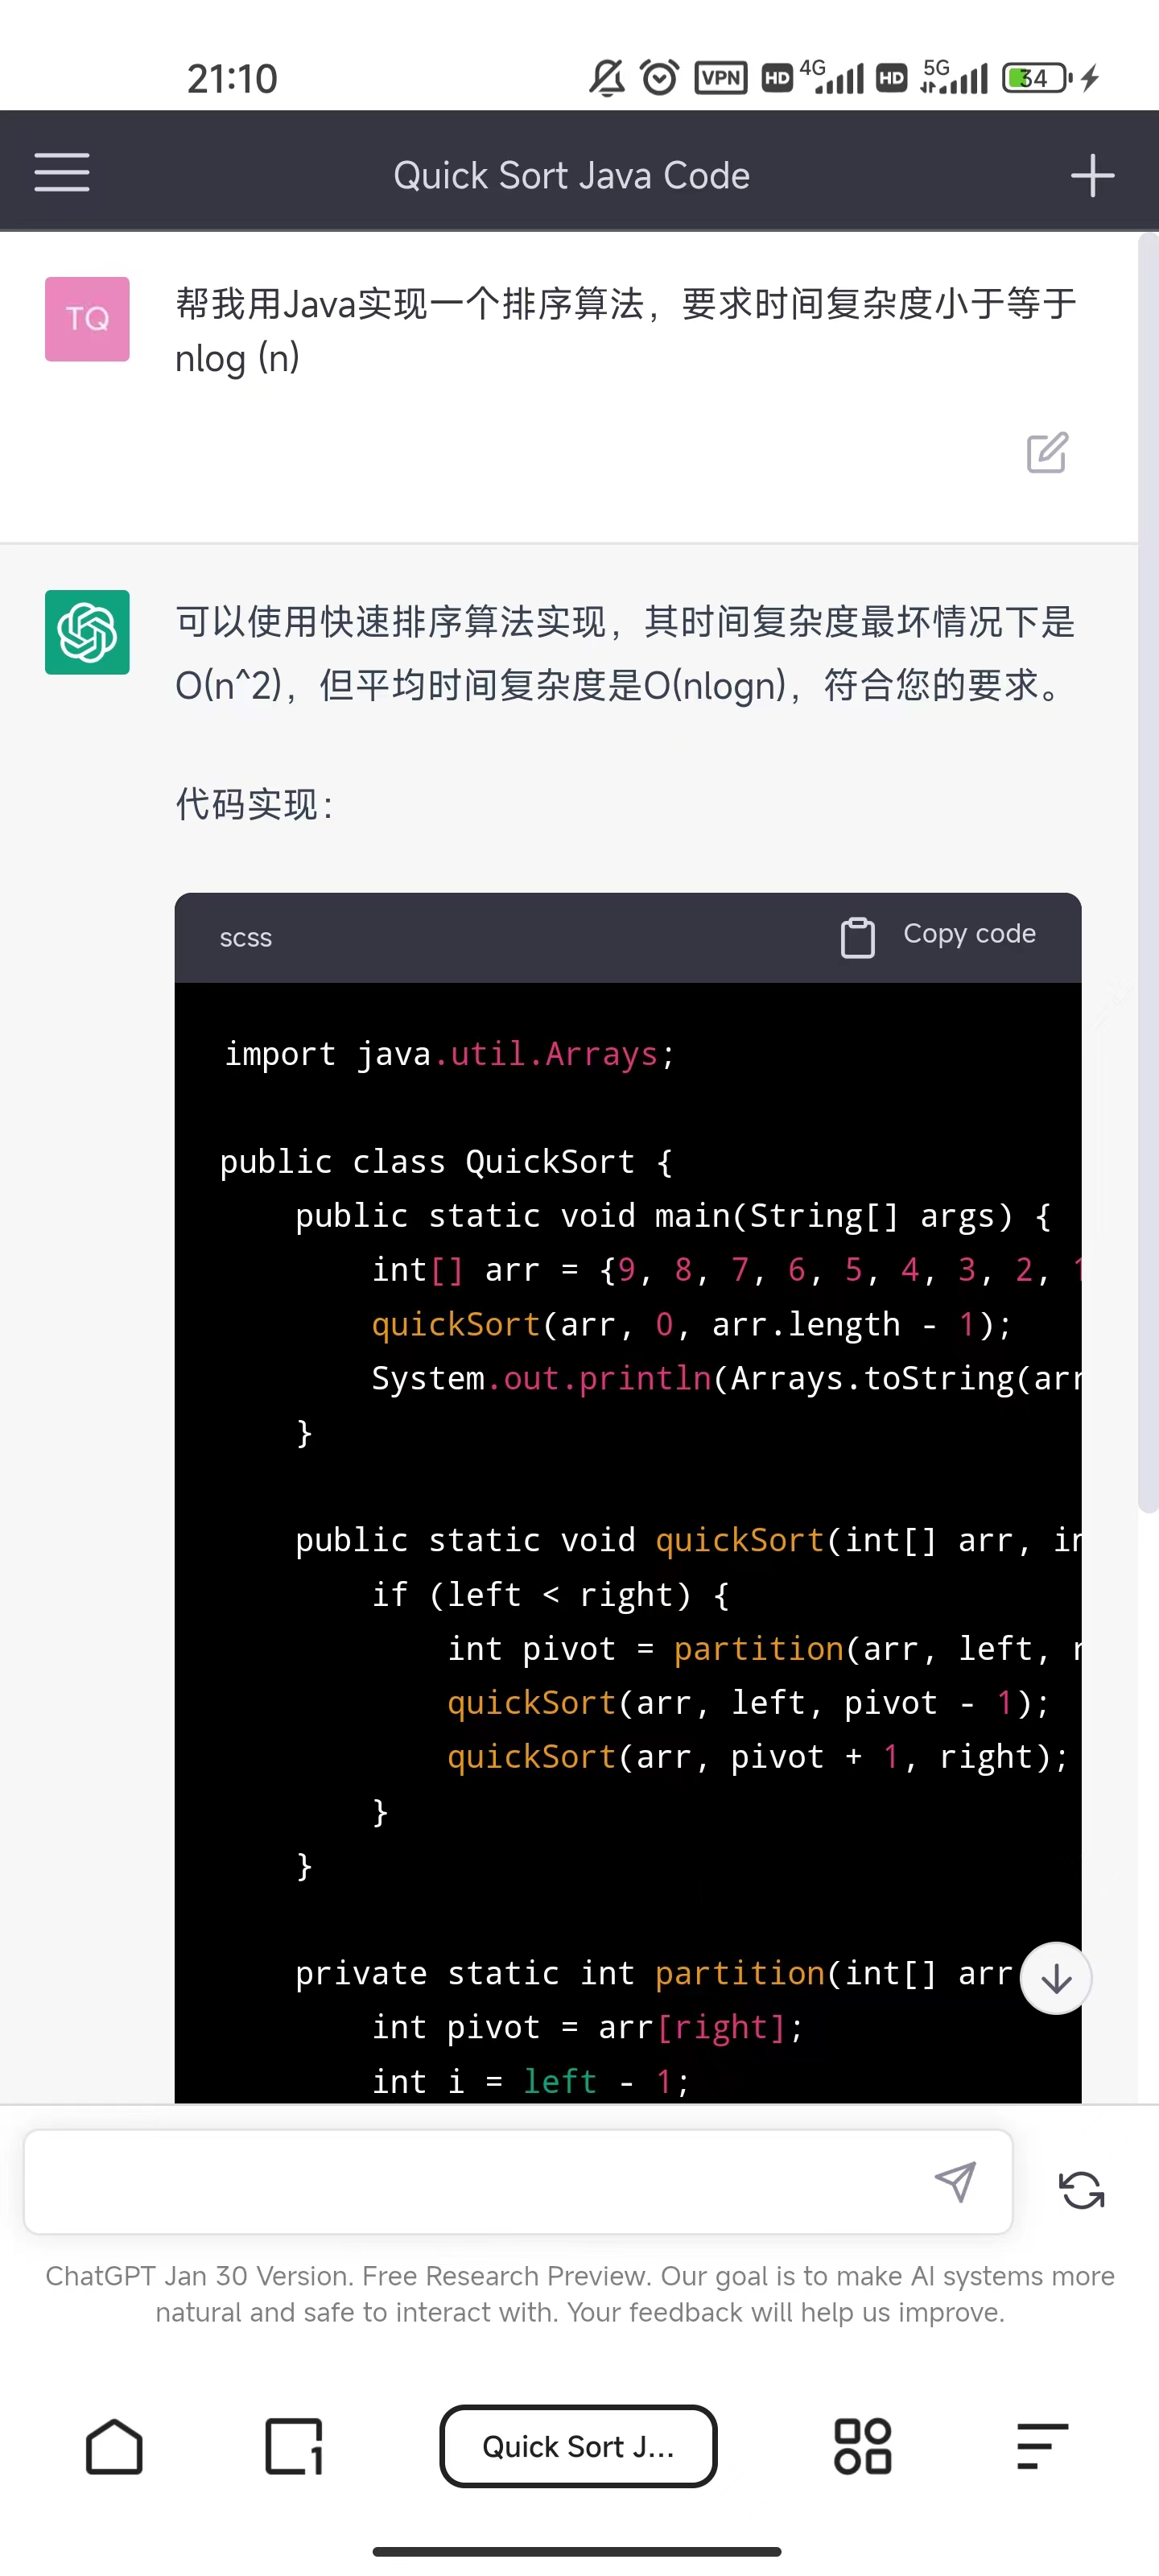 21:10
VPN HD 4G HD 5G 34
Quick Sort Java Code
TQ
帮我用Java实现一个排序算法，要求时间复杂度小于等于
nlog (n)
可以使用快速排序算法实现，其时间复杂度最坏情况下是
O(n^2)，但平均时间复杂度是O(nlogn)，符合您的要求。
代码实现：
scss
Copy code
import java.util.Arrays;
public class QuickSort {
public static void main(String[] args) {
int[] arr = {9, 8, 7, 6, 5, 4, 3, 2, 1
quickSort(arr, 0, arr.length - 1);
System.out.println(Arrays.toString(arr
}
public static void quickSort(int[] arr, in
if (left < right) {
int pivot = partition(arr, left, r
quickSort(arr, left, pivot - 1);
quickSort(arr, pivot + 1, right);
}
}
private static int partition(int[] arr
int pivot = arr[right];
int i = left - 1;
ChatGPT Jan 30 Version. Free Research Preview. Our goal is to make AI systems more
natural and safe to interact with. Your feedback will help us improve.
1
Quick Sort J...